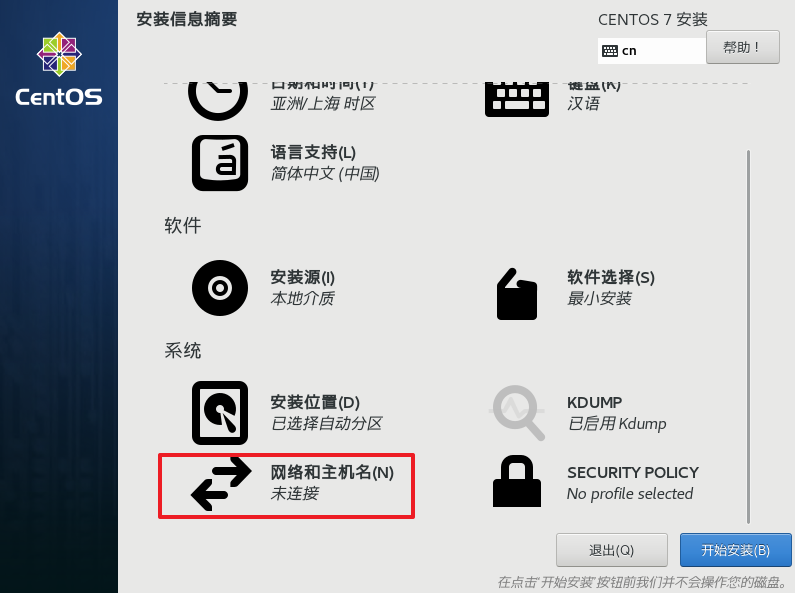 安装信息摘要
CENTOS 7 安装
cn
帮助！
CentOS
日期和时间(T)
亚洲/上海 时区
键盘(K)
汉语
á
语言支持(L)
简体中文 (中国)
软件
安装源(I)
本地介质
软件选择(S)
最小安装
系统
安装位置(D)
已选择自动分区
KDUMP
已启用 Kdump
网络和主机名(N)
未连接
SECURITY POLICY
No profile selected
退出(Q)
开始安装(B)
在点击'开始安装'按钮前我们并不会操作您的磁盘。